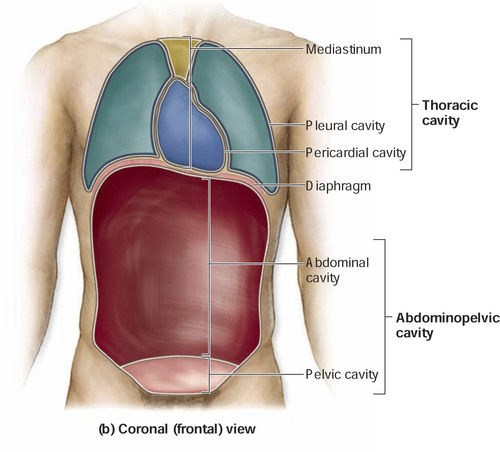 Mediastinum
Thoracic
cavity
Pleural cavity
Pericardial cavity
Diaphragm
Abdominal
cavity
Abdominopelvic
cavity
Pelvic cavity
(b) Coronal (frontal) view